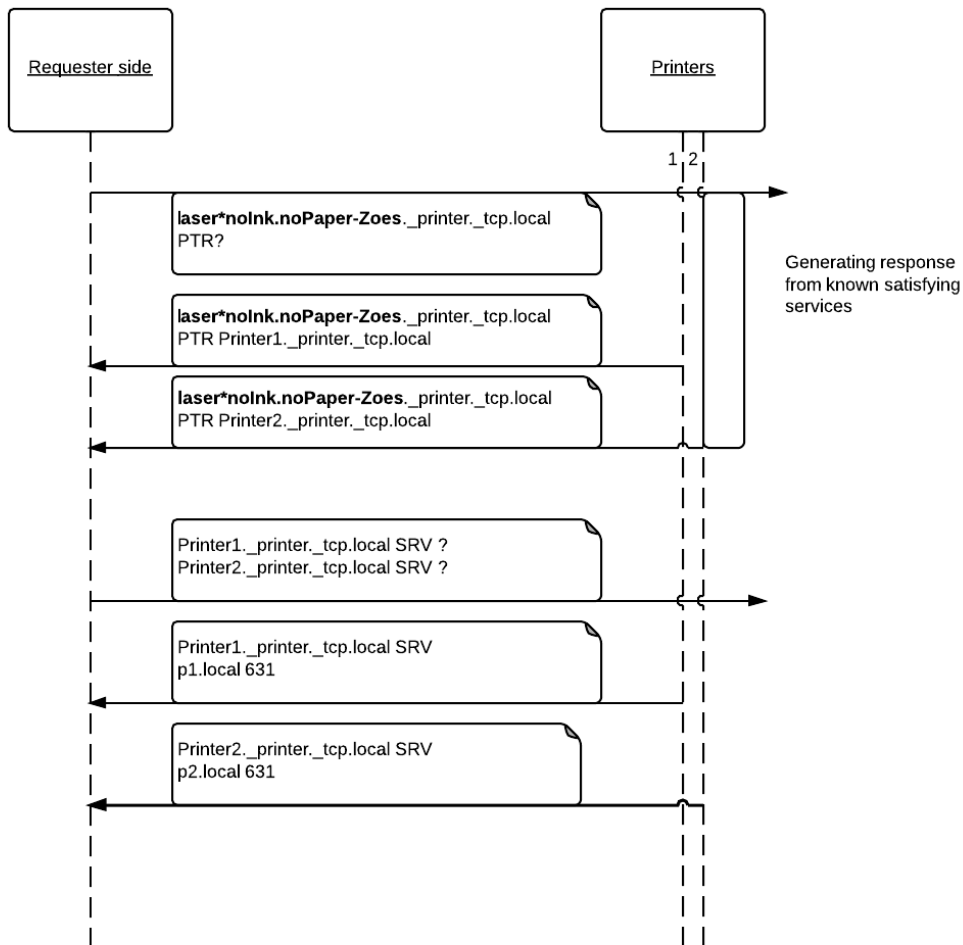 Requester side
Printers
1 2
laser*noInk.noPaper-Zoes._printer._tcp.local
PTR?
Generating response
from known satisfying
services
laser*noInk.noPaper-Zoes._printer._tcp.local
PTR Printer1._printer._tcp.local
laser*noInk.noPaper-Zoes._printer._tcp.local
PTR Printer2._printer._tcp.local
Printer1._printer._tcp.local SRV ?
Printer2._printer._tcp.local SRV ?
Printer1._printer._tcp.local SRV
p1.local 631
Printer2._printer._tcp.local SRV
p2.local 631